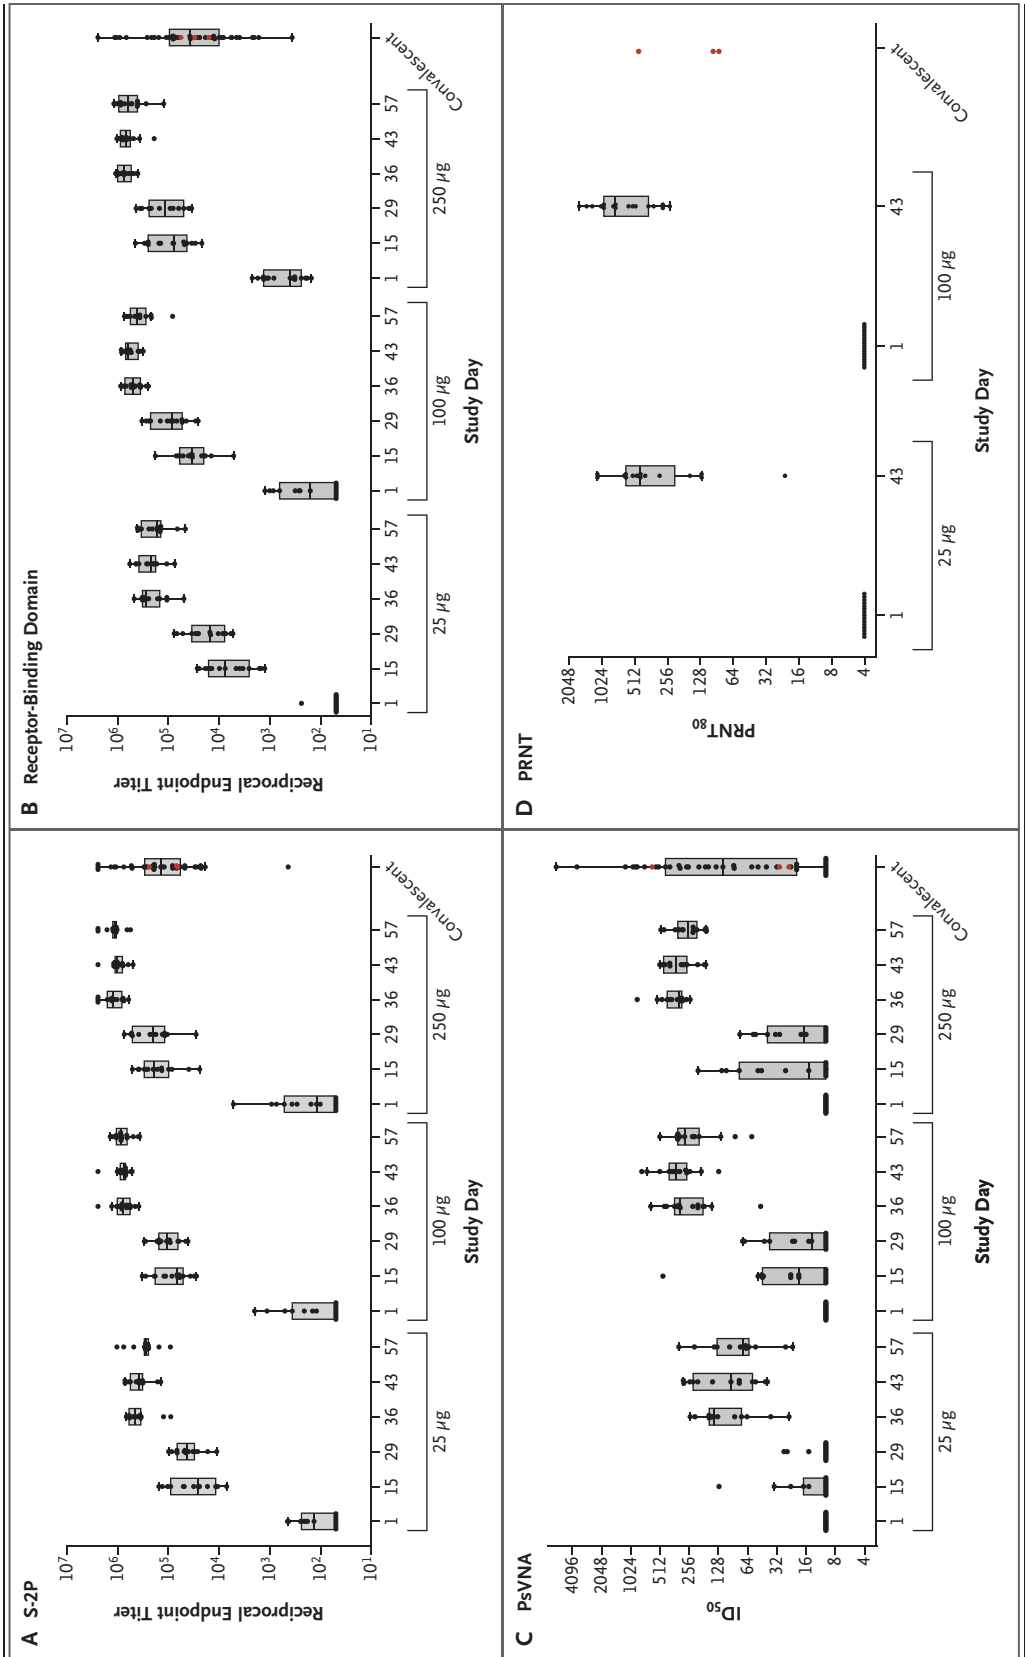 A S-2P
Reciprocal Endpoint Titer
10⁷
10⁶
10⁵
10⁴
10³
10²
10¹
1 15 29 36 43 57 1 15 29 36 43 57 1 15 29 36 43 57 Convalescent
25 μg 100 μg 250 μg
Study Day
B Receptor-Binding Domain
Reciprocal Endpoint Titer
10⁷
10⁶
10⁵
10⁴
10³
10²
10¹
1 15 29 36 43 57 1 15 29 36 43 57 1 15 29 36 43 57 Convalescent
25 μg 100 μg 250 μg
Study Day
C PsVNA
ID₅₀
4096
2048
1024
512
256
128
64
32
16
8
4
1 15 29 36 43 57 1 15 29 36 43 57 1 15 29 36 43 57 Convalescent
25 μg 100 μg 250 μg
Study Day
D PRNT
PRNT₈₀
2048
1024
512
256
128
64
32
16
8
4
1 43 1 43 Convalescent
25 μg 100 μg
Study Day